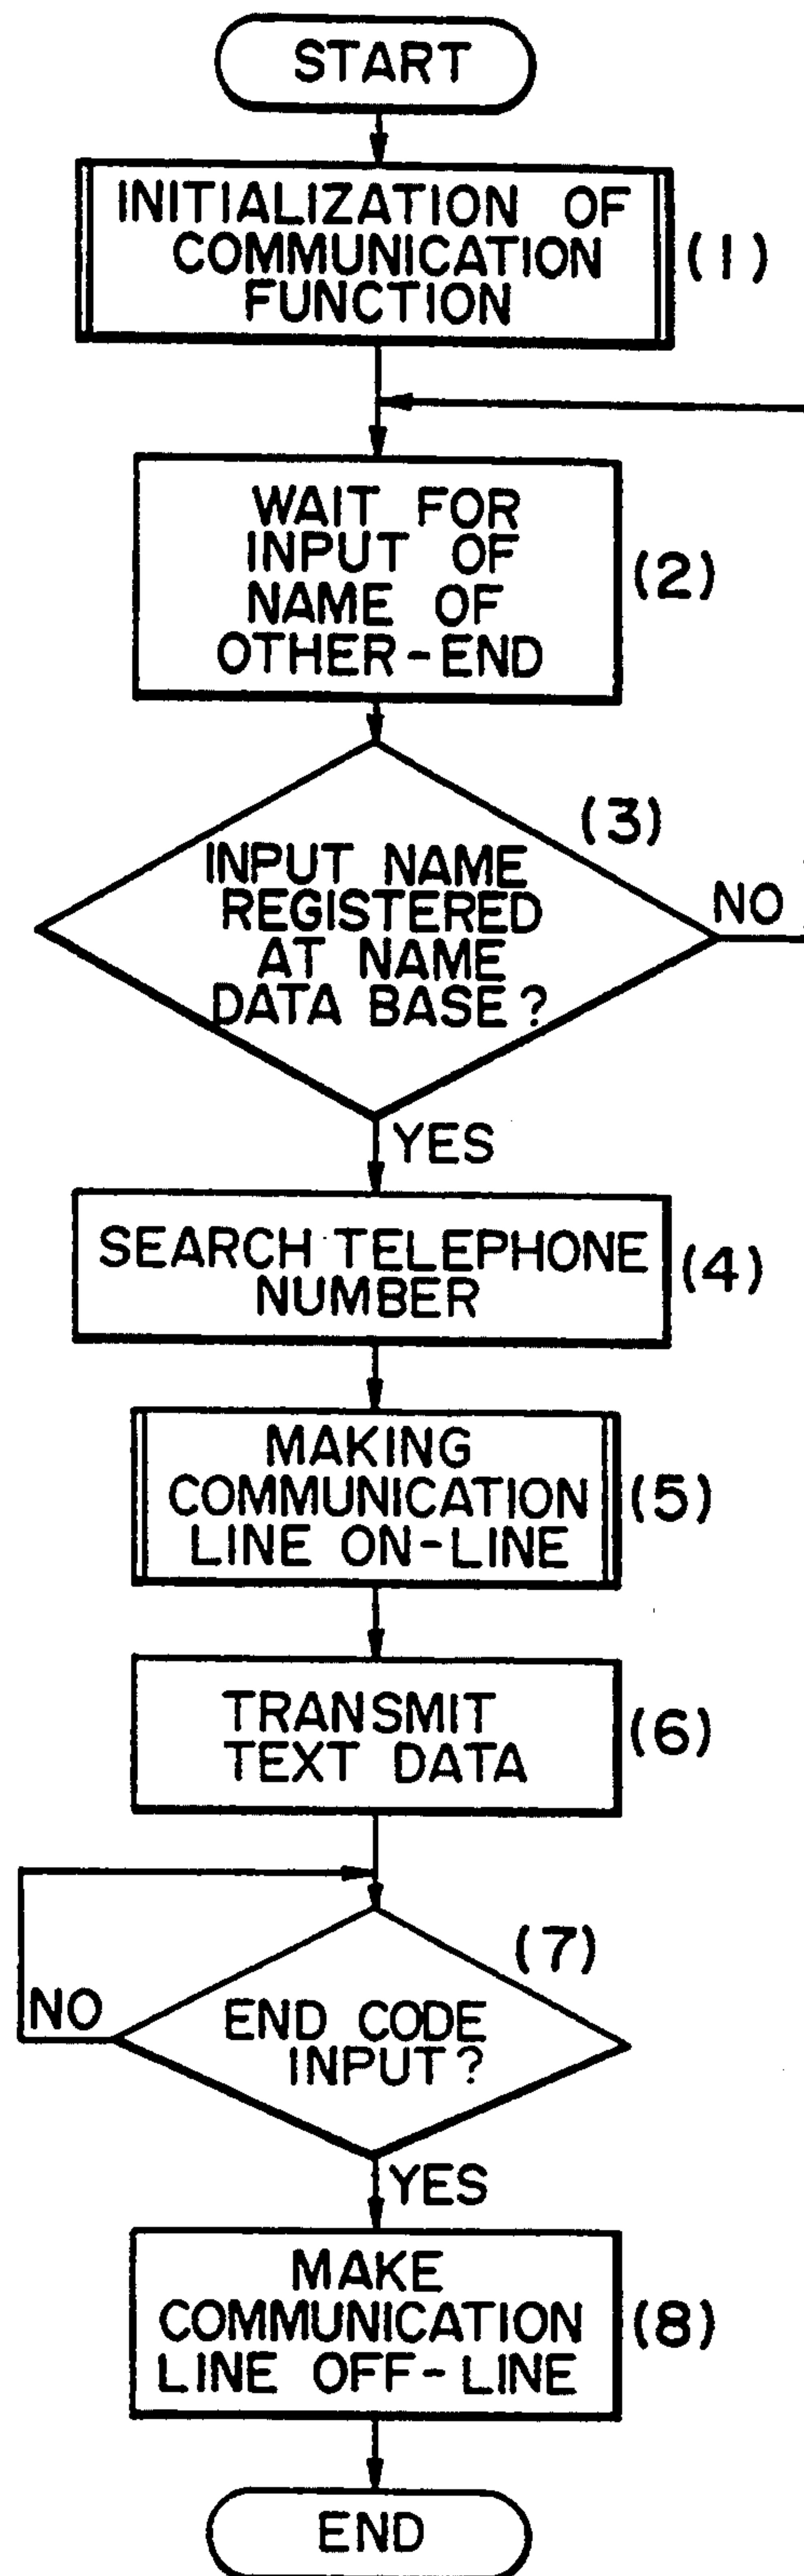 START
INITIALIZATION OF
COMMUNICATION
FUNCTION
(1)
WAIT FOR
INPUT OF
NAME OF
OTHER-END
(2)
(3)
INPUT NAME
REGISTERED
AT NAME
DATA BASE?
NO
YES
SEARCH TELEPHONE
NUMBER
(4)
MAKING
COMMUNICATION
LINE ON-LINE
(5)
TRANSMIT
TEXT DATA
(6)
(7)
NO
END CODE
INPUT?
YES
MAKE
COMMUNICATION
LINE OFF-LINE
(8)
END